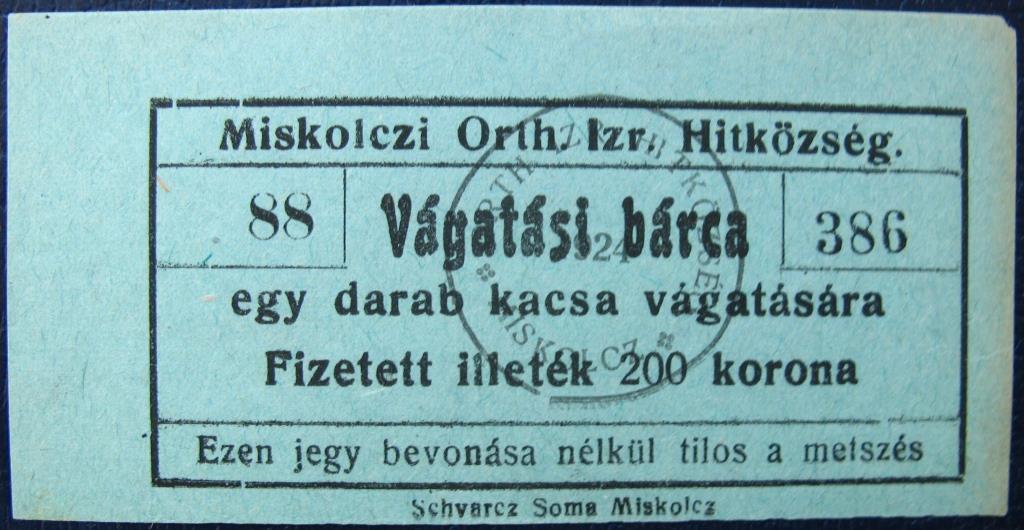 Miskolczi Orth. Izr. Hitközség.
88 Vágatási bárca 386
egy darab kacsa vágatására
Fizetett illeték 200 korona
Ezen jegy bevonása nélkül tilos a metszés
Schvarcz Soma Miskolcz
MISKOLCZ